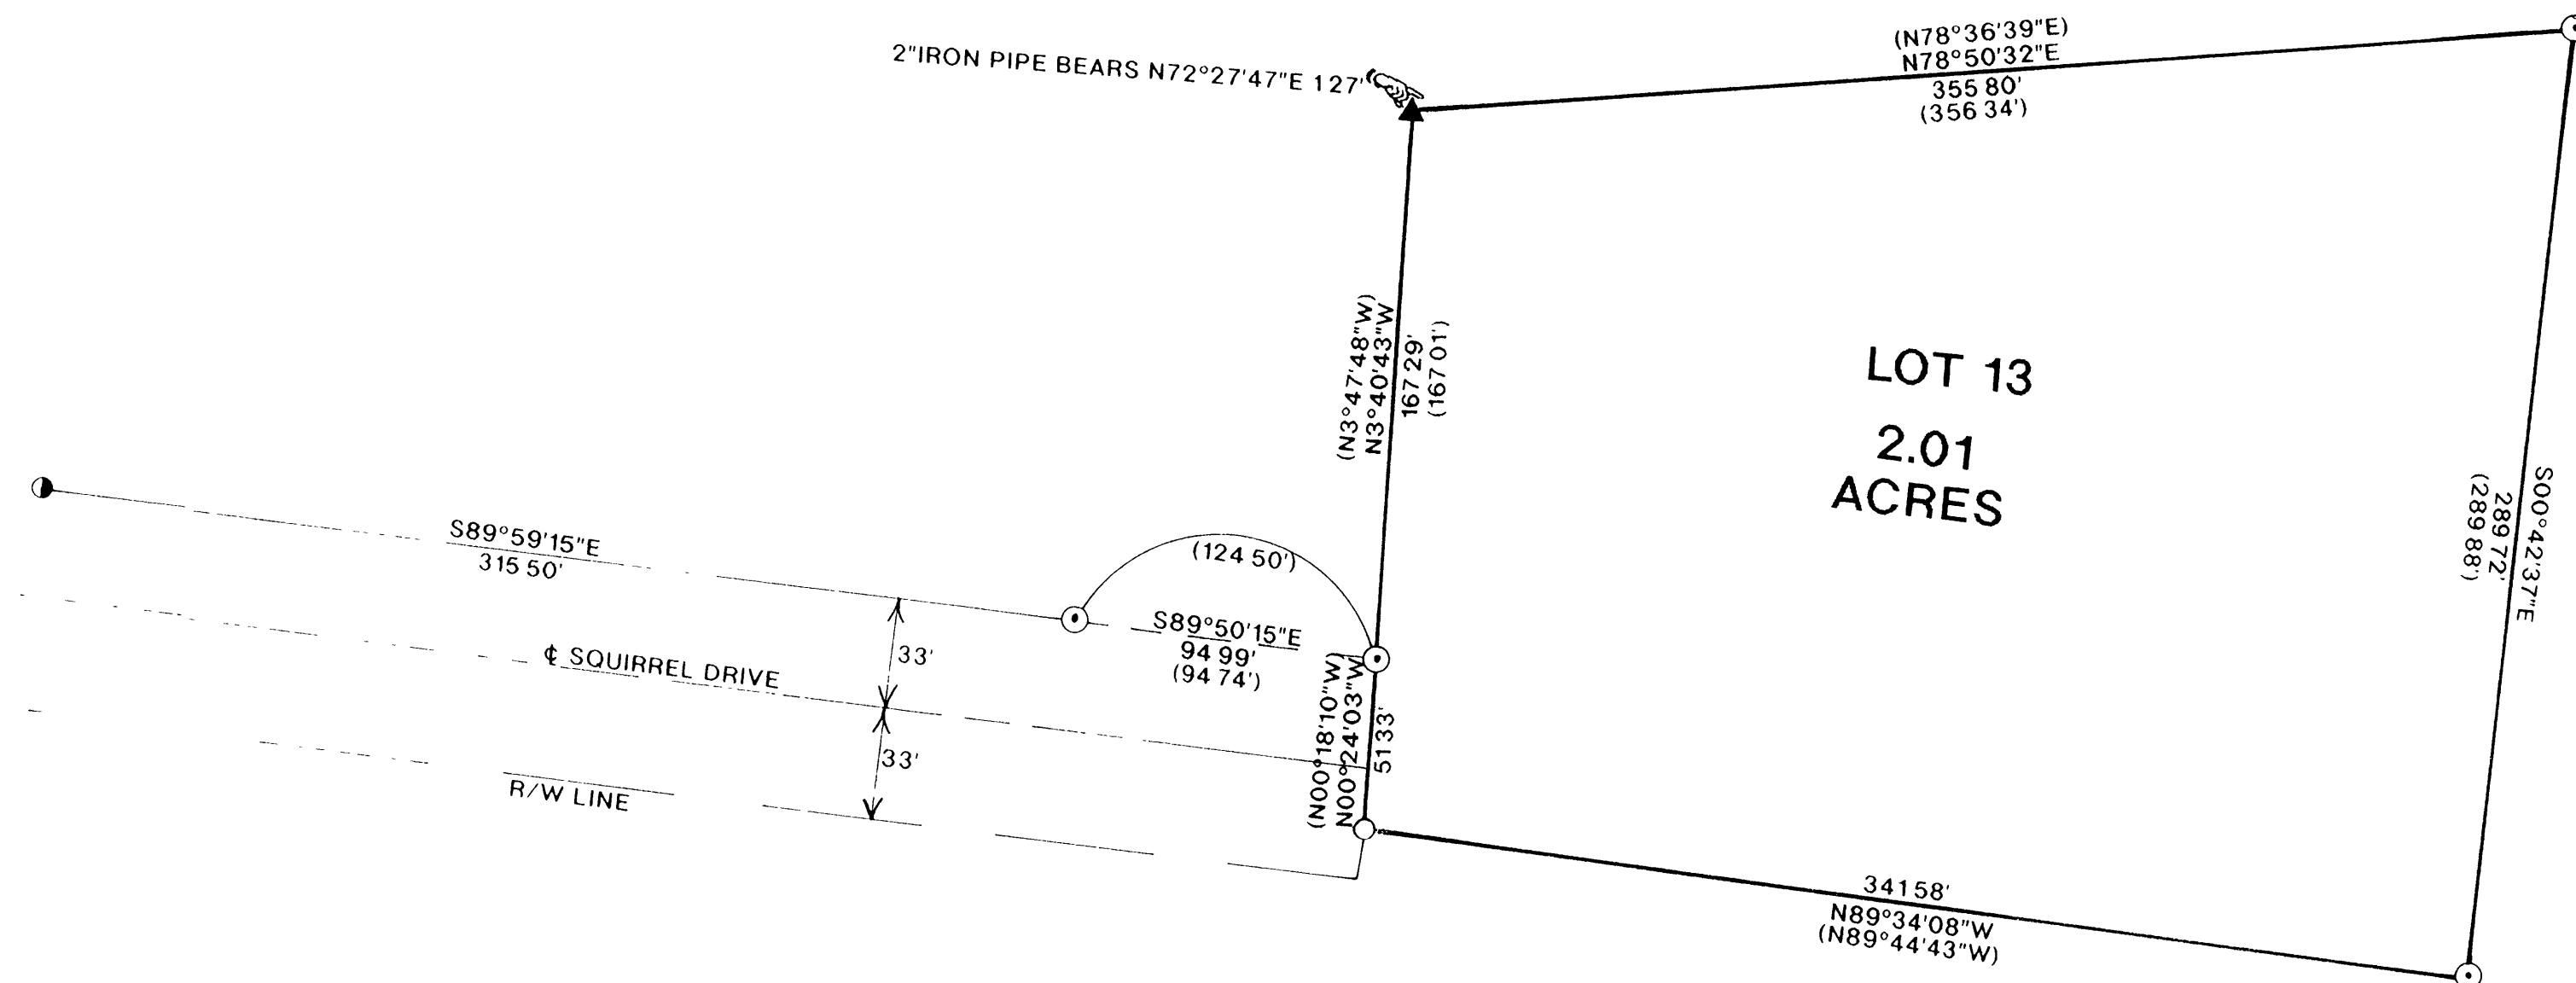 (N78°36'39"E)
N78°50'32"E
355 80'
(356 34')
2"IRON PIPE BEARS N72°27'47"E 1 27'
(N3°47'48"W)
N3°40'43"W
167 29'
(167 01')
LOT 13
2.01
ACRES
S00°42'37"E
289 72'
(289 88')
S89°59'15"E
315 50'
(124 50')
S89°50'15"E
94 99'
(94 74')
33'
℄ SQUIRREL DRIVE
33'
R/W LINE
(N00°18'10"W)
N00°24'03"W
51 33'
341 58'
N89°34'08"W
(N89°44'43"W)